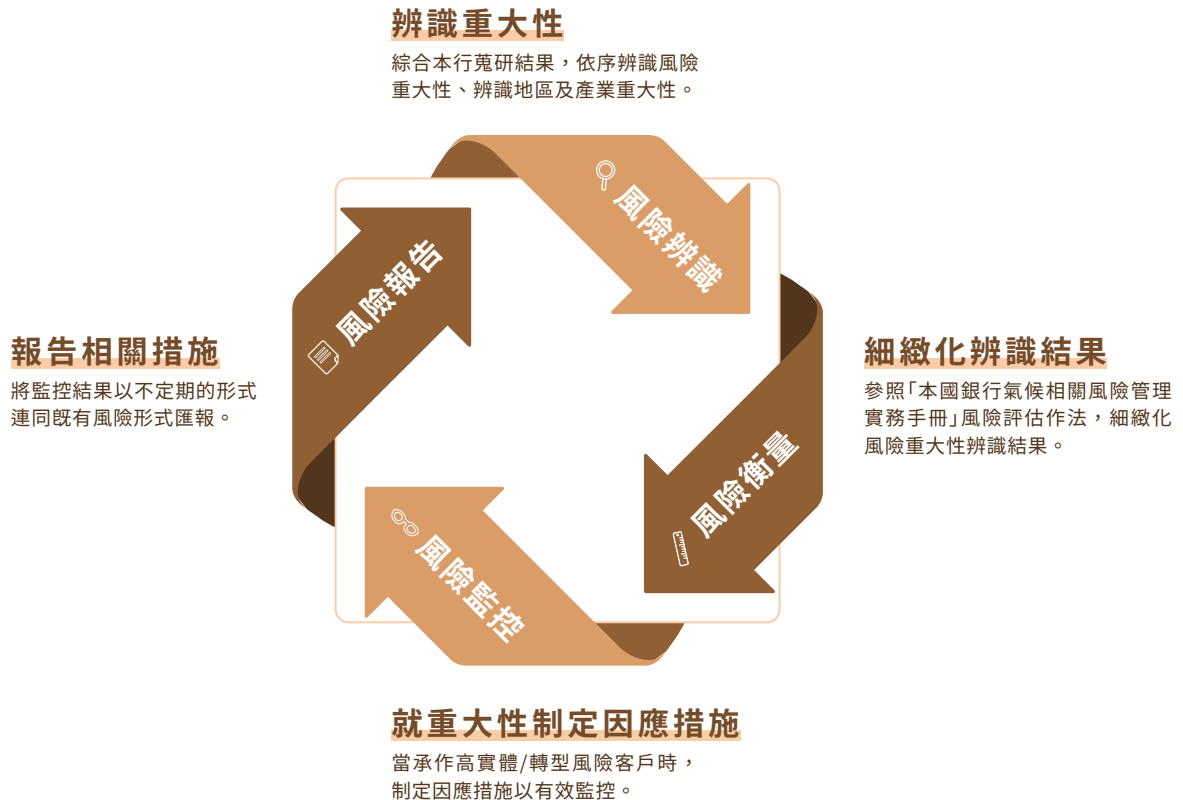 辨識重大性
綜合本行蒐研結果，依序辨識風險
重大性、辨識地區及產業重大性。
風險辨識
細緻化辨識結果
參照「本國銀行氣候相關風險管理
實務手冊」風險評估作法，細緻化
風險重大性辨識結果。
風險衡量
就重大性制定因應措施
當承作高實體/轉型風險客戶時，
制定因應措施以有效監控。
風險監控
報告相關措施
將監控結果以不定期的形式
連同既有風險形式匯報。
風險報告